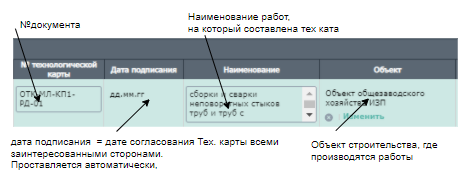 №документа
Наименование работ,
на который составлена тех ката
№ технологической карты
Дата подписания
Наименование
Объект
ОТК-МЛ-КП1-
РД-01
дд.мм.гг
сборки и сварки
неповоротных стыков
труб и труб с
Объект общезаводского
хозяйства ИЗП
Изменить
дата подписания = дате согласования Тех. карты всеми
заинтересованными сторонами.
Проставляется автоматически,
Объект строительства, где
производятся работы